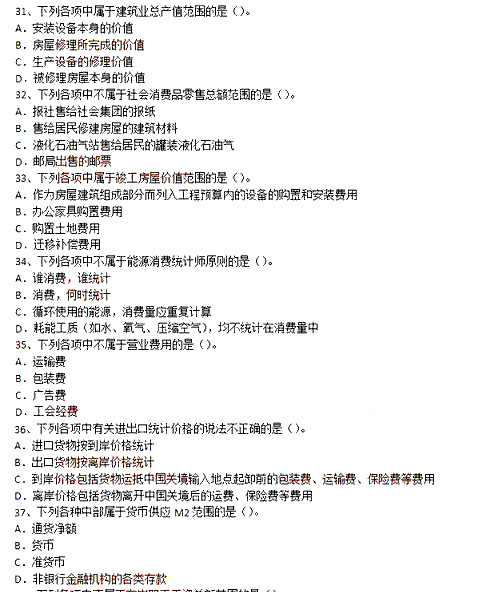 31、下列各项中属于建筑业总产值范围的是（）。
A．安装设备本身的价值
B．房屋修理所完成的价值
C．生产设备的修理价值
D．被修理房屋本身的价值
32、下列各项中不属于社会消费品零售总额范围的是（）。
A．报社售给社会集团的报纸
B．售给居民修建房屋的建筑材料
C．液化石油气站售给居民的罐装液化石油气
D．邮局出售的邮票
33、下列各项中属于竣工房屋价值范围的是（）。
A．作为房屋建筑组成部分而列入工程预算内的设备的购置和安装费用
B．办公家具购置费用
C．购置土地费用
D．迁移补偿费用
34、下列各项中不属于能源消费统计师原则的是（）。
A．谁消费，谁统计
B．消费，何时统计
C．循环使用的能源，消费量应重复计算
D．耗能工质（如水、氧气、压缩空气），均不统计在消费量中
35、下列各项中不属于营业费用的是（）。
A．运输费
B．包装费
C．广告费
D．工会经费
36、下列各项中有关进出口统计价格的说法不正确的是（）。
A．进口货物按到岸价格统计
B．出口货物按离岸价格统计
C．到岸价格包括货物运抵中国关境输入地点起卸前的包装费、运输费、保险费等费用
D．离岸价格包括货物离开中国关境后的运费、保险费等费用
37、下列各种中部属于货币供应 M2 范围的是（）。
A．通货净额
B．货币
C．准货币
D．非银行金融机构的各类存款